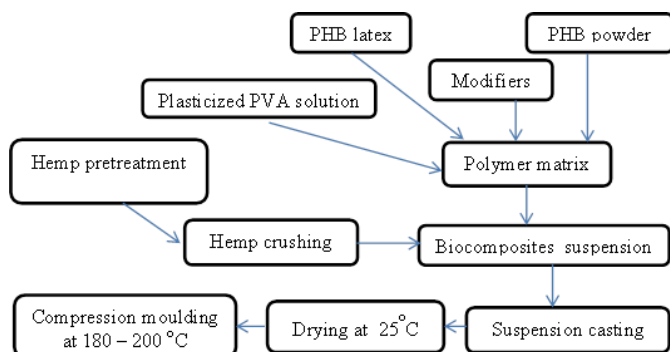 PHB latex
PHB powder
Modifiers
Plasticized PVA solution
Hemp pretreatment
Polymer matrix
Hemp crushing
Biocomposites suspension
Compression moulding
at 180 – 200 °C
Drying at 25°C
Suspension casting